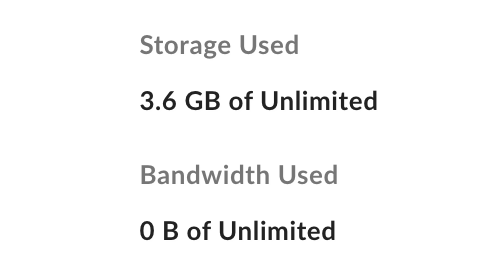 Storage Used
3.6 GB of Unlimited
Bandwidth Used
0 B of Unlimited